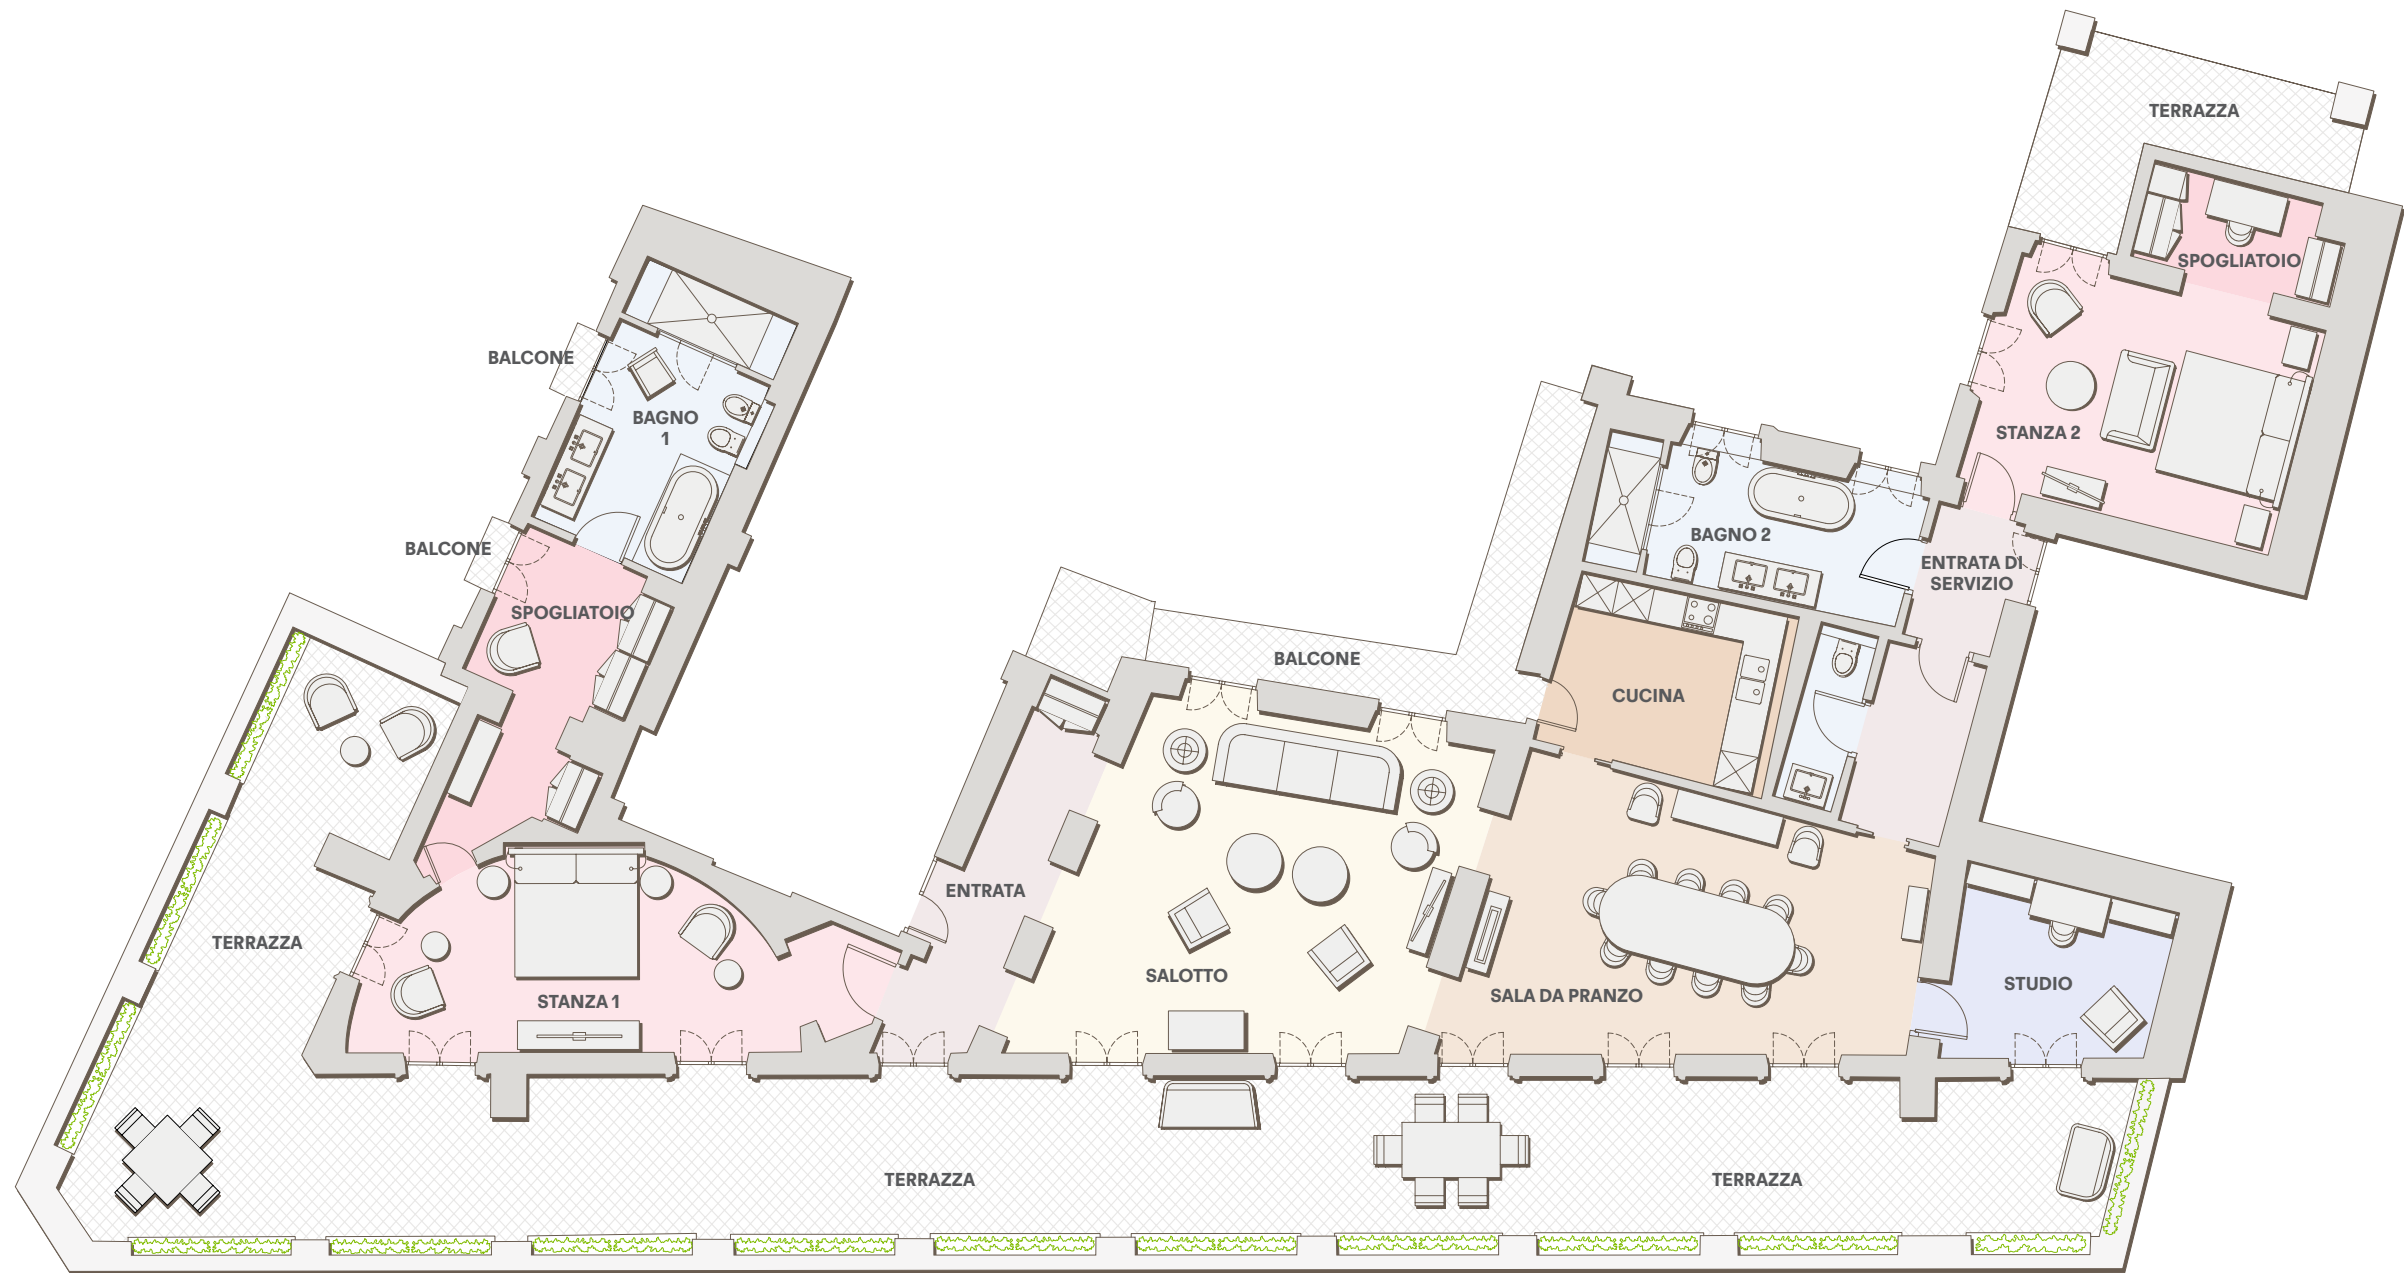 TERRAZZA
SPOGLIATOIO
BALCONE
BAGNO
1
STANZA 2
BAGNO 2
BALCONE
ENTRATA DI
SERVIZIO
SPOGLIATOIO
BALCONE
CUCINA
ENTRATA
TERRAZZA
SALOTTO
STUDIO
SALA DA PRANZO
STANZA 1
TERRAZZA
TERRAZZA